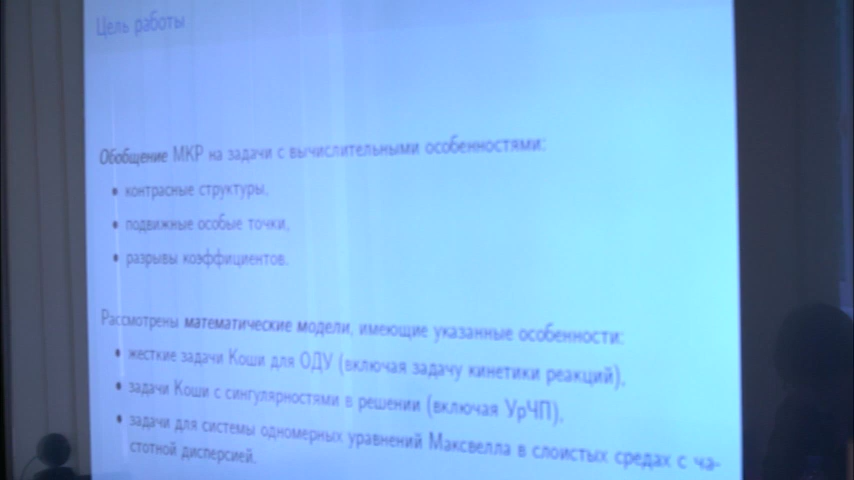 Цель работы
Обобщение МКР на задачи с вычислительными особенностями:
• контрасные структуры,
• подвижные особые точки,
• разрывы коэффициентов.
Рассмотрены математические модели, имеющие указанные особенности:
• жесткие задачи Коши для ОДУ (включая задачу кинетики реакций),
• задачи Коши с сингулярностями в решении (включая УрЧП),
• задачи для системы одномерных уравнений Максвелла в слоистых средах с ча-
стотной дисперсией.